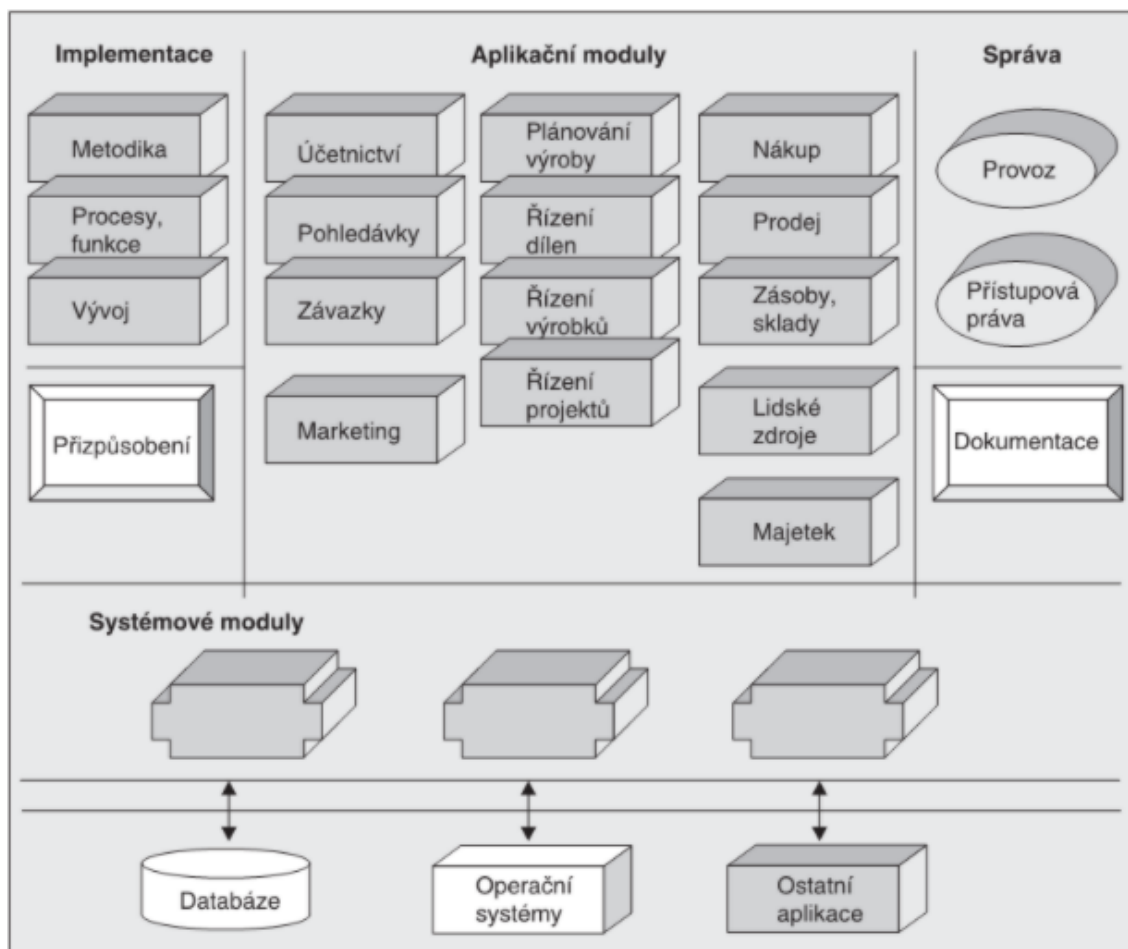 Implementace
Metodika
Procesy,
funkce
Vývoj
Přizpůsobení
Aplikační moduly
Účetnictví
Pohledávky
Závazky
Marketing
Plánování
výroby
Řízení
dílen
Řízení
výrobků
Řízení
projektů
Nákup
Prodej
Zásoby,
sklady
Lidské
zdroje
Majetek
Správa
Provoz
Přístupová
práva
Dokumentace
Systémové moduly
Databáze
Operační
systémy
Ostatní
aplikace